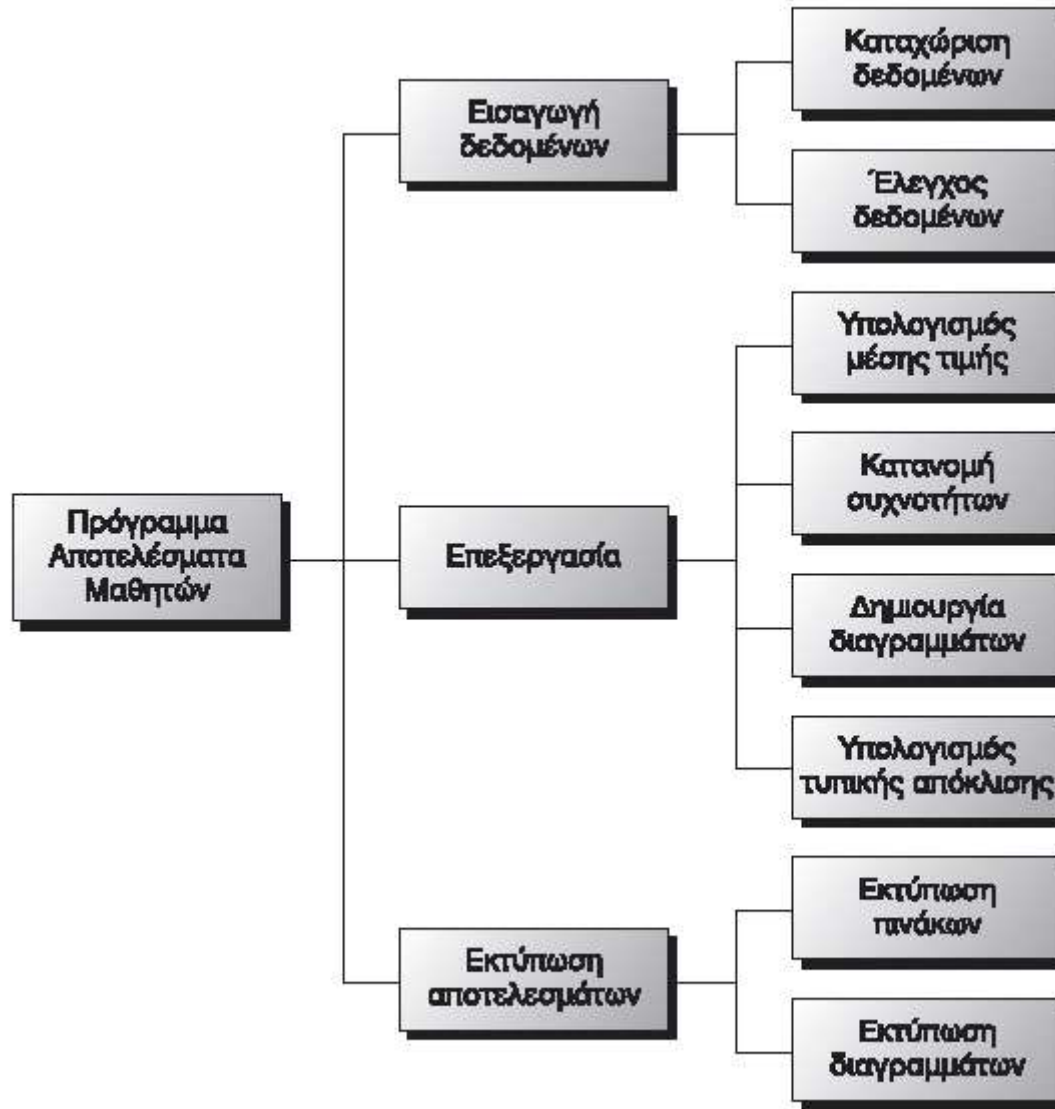 Πρόγραμμα
Αποτελέσματα
Μαθητών
Εισαγωγή
δεδομένων
Καταχώριση
δεδομένων
Έλεγχος
δεδομένων
Επεξεργασία
Υπολογισμός
μέσης τιμής
Κατανομή
συχνοτήτων
Δημιουργία
διαγραμμάτων
Υπολογισμός
τυπικής απόκλισης
Εκτύπωση
αποτελεσμάτων
Εκτύπωση
πινάκων
Εκτύπωση
διαγραμμάτων